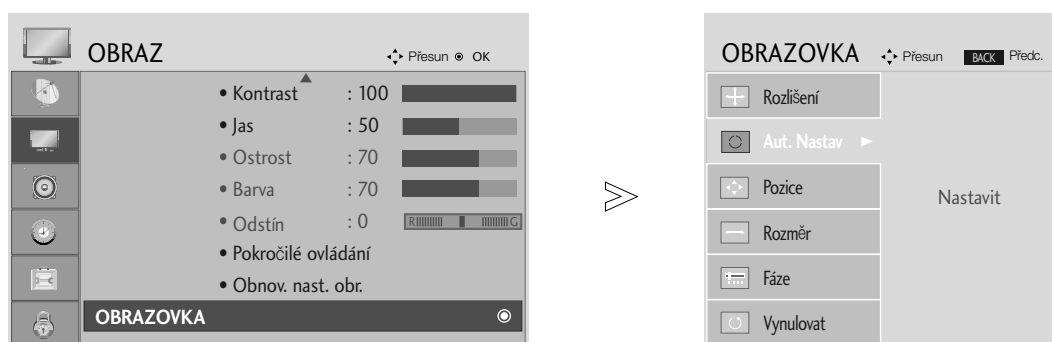 OBRAZ
Přesun OK
• Kontrast : 100
• Jas : 50
• Ostrost : 70
• Barva : 70
• Odstín : 0 R G
• Pokročilé ovládání
• Obnov. nast. obr.
OBRAZOVKA
OBRAZOVKA
Přesun BACK Předc.
Rozlišení
Aut. Nastav
Pozice
Rozměr
Fáze
Vynulovat
Nastavit